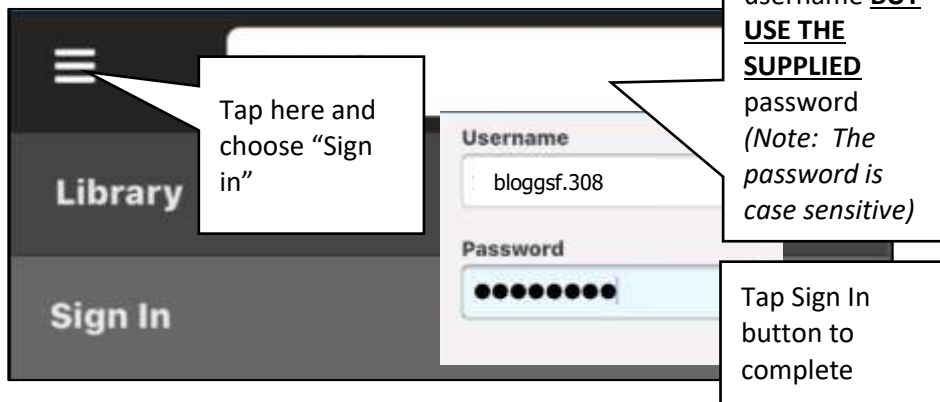 username BUT
USE THE
SUPPLIED
password
(Note: The
password is
case sensitive)
Tap here and
choose “Sign
in”
Username
bloggsf.308
Library
Password
Sign In
Tap Sign In
button to
complete